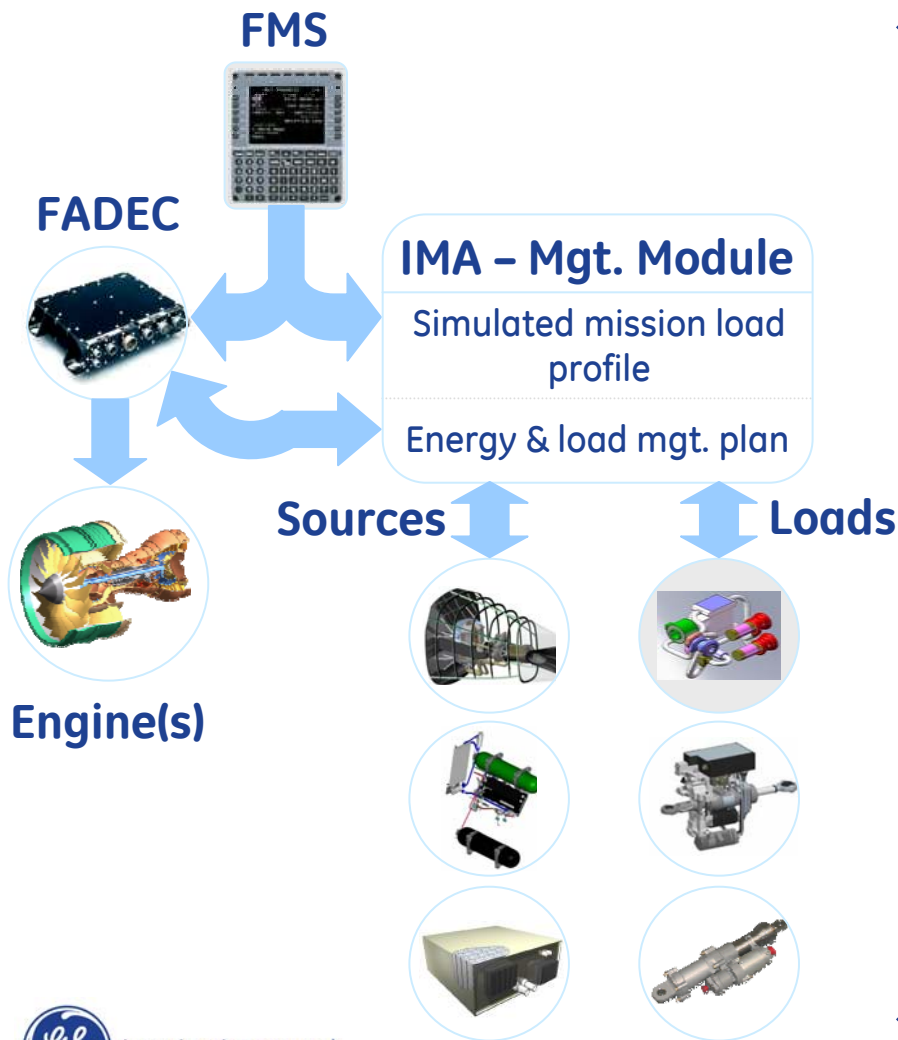 FMS
FADEC
IMA – Mgt. Module
Simulated mission load
profile
Energy & load mgt. plan
Sources
Loads
Engine(s)